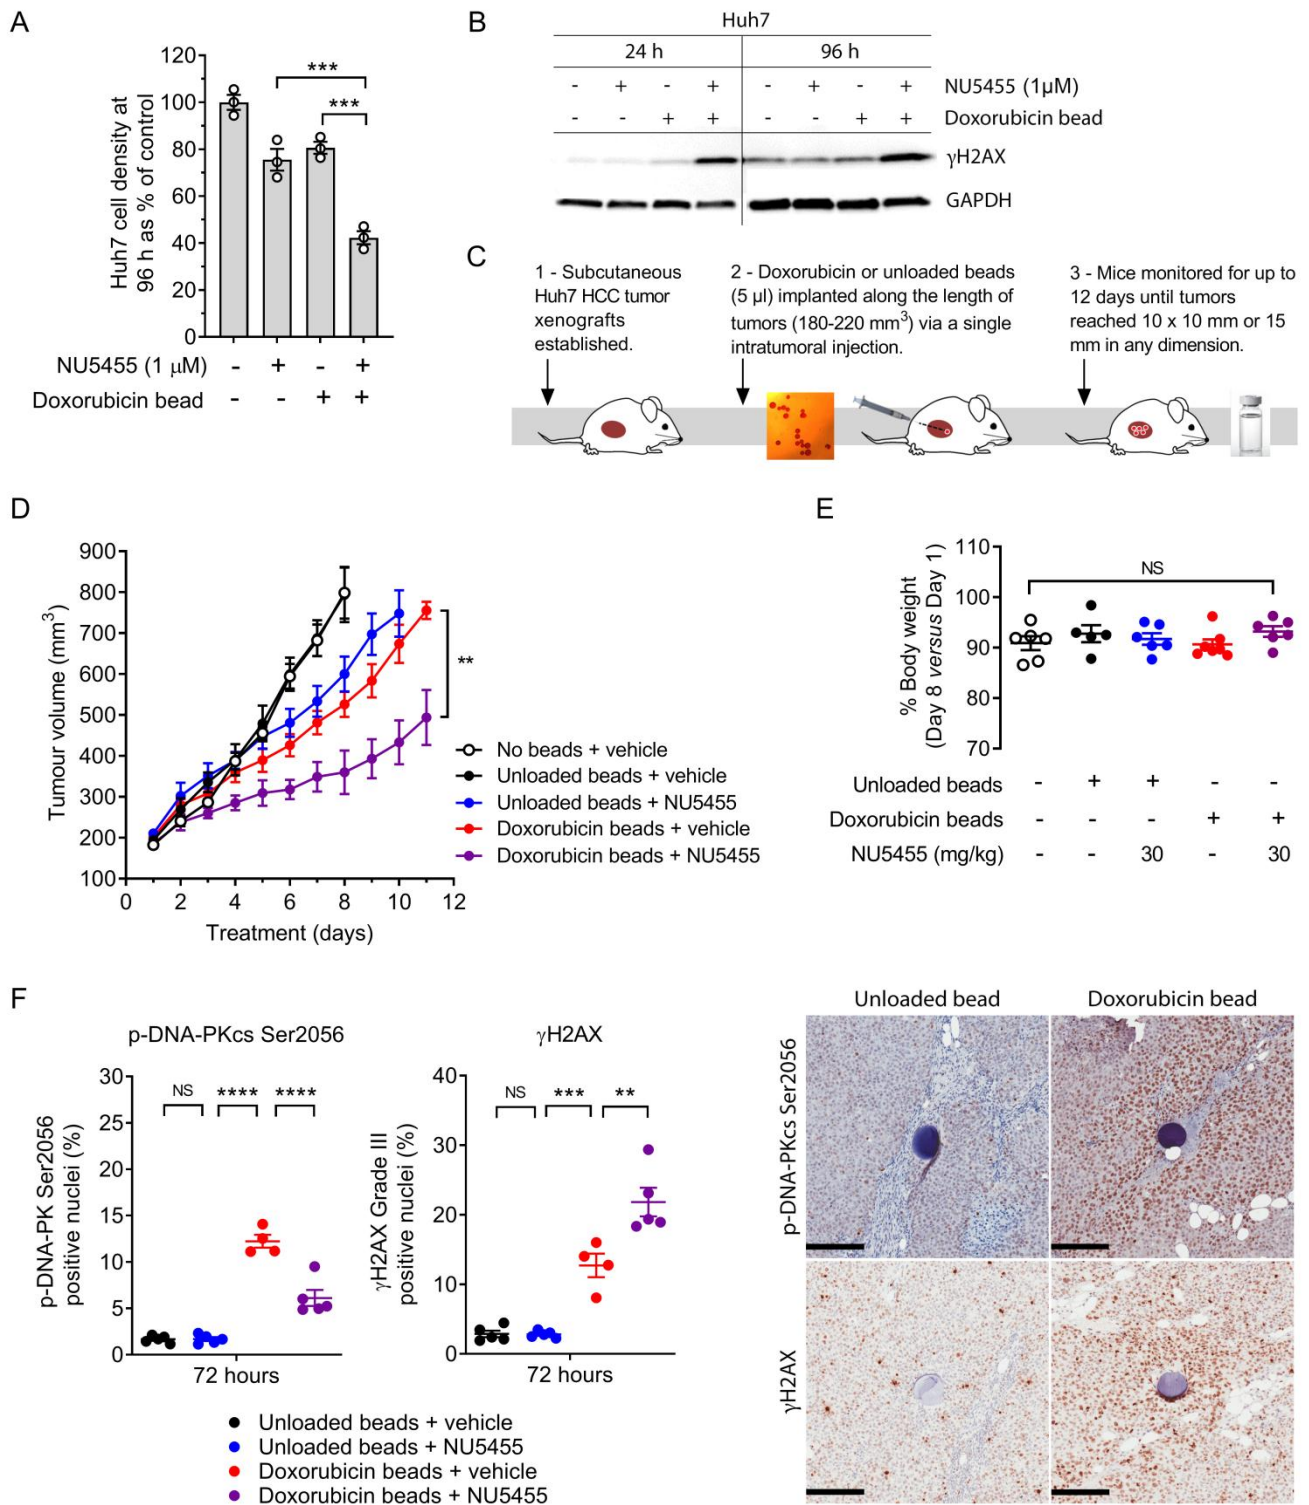 A
120
100
80
60
40
20
0
Huh7 cell density at
96 h as % of control
***
***
NU5455 (1 μM) - + - +
Doxorubicin bead - - + +
B
Huh7
24 h 96 h
- + - + - + - + NU5455 (1μM)
- - + + - - + + Doxorubicin bead
γH2AX
GAPDH
C
1 - Subcutaneous
Huh7 HCC tumor
xenografts
established.
2 - Doxorubicin or unloaded beads
(5 μl) implanted along the length of
tumors (180-220 mm³) via a single
intratumoral injection.
3 - Mice monitored for up to
12 days until tumors
reached 10 x 10 mm or 15
mm in any dimension.
D
900
800
700
600
500
400
300
200
100
Tumour volume (mm³)
0 2 4 6 8 10 12
Treatment (days)
**
No beads + vehicle
Unloaded beads + vehicle
Unloaded beads + NU5455
Doxorubicin beads + vehicle
Doxorubicin beads + NU5455
E
110
100
90
80
70
% Body weight
(Day 8 versus Day 1)
NS
Unloaded beads - + + - -
Doxorubicin beads - - - + +
NU5455 (mg/kg) - - 30 - 30
F
p-DNA-PKcs Ser2056
30
25
20
15
10
5
0
p-DNA-PK Ser2056
positive nuclei (%)
NS **** ****
72 hours
γH2AX
40
30
20
10
0
γH2AX Grade III
positive nuclei (%)
NS *** **
72 hours
Unloaded beads + vehicle
Unloaded beads + NU5455
Doxorubicin beads + vehicle
Doxorubicin beads + NU5455
Unloaded bead Doxorubicin bead
p-DNA-PKcs Ser2056
γH2AX